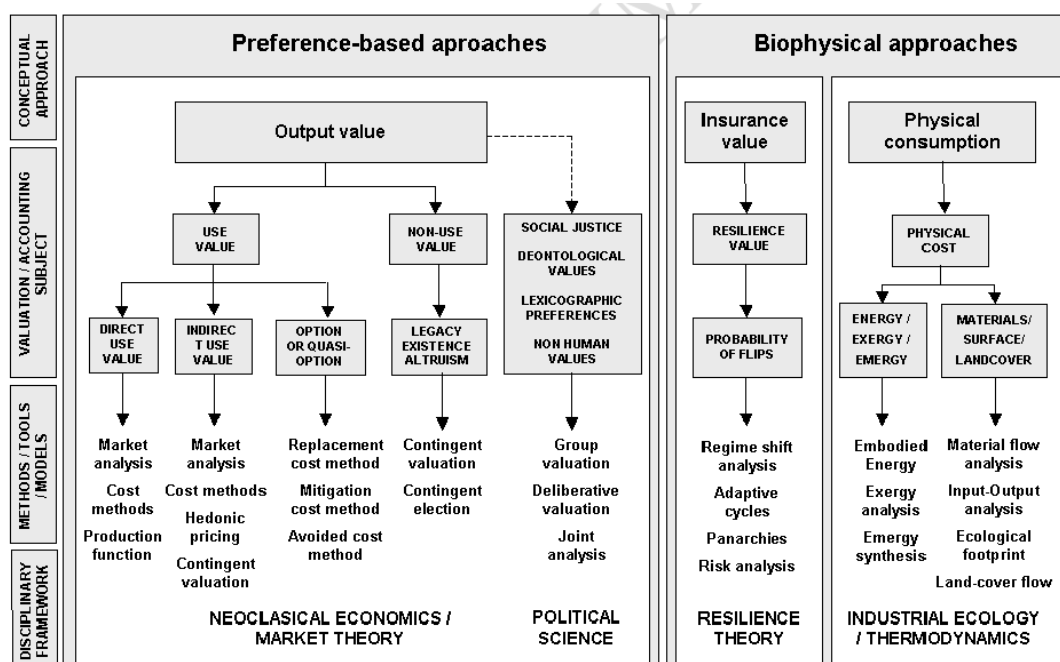 CONCEPTUAL
APPROACH
VALUATION / ACCOUNTING
SUBJECT
METHODS / TOOLS
/ MODELS
DISCIPLINARY
FRAMEWORK
Preference-based aproaches
Output value
USE
VALUE
NON-USE
VALUE
SOCIAL JUSTICE
DEONTOLOGICAL
VALUES
LEXICOGRAPHIC
PREFERENCES
NON HUMAN
VALUES
DIRECT
USE
VALUE
INDIREC
T USE
VALUE
OPTION
OR QUASI-
OPTION
LEGACY
EXISTENCE
ALTRUISM
Market
analysis
Cost
methods
Production
function
Market
analysis
Cost methods
Hedonic
pricing
Contingent
valuation
Replacement
cost method
Mitigation
cost method
Avoided cost
method
Contingent
valuation
Contingent
election
Group
valuation
Deliberative
valuation
Joint
analysis
NEOCLASICAL ECONOMICS /
MARKET THEORY
POLITICAL
SCIENCE
Biophysical approaches
Insurance
value
Physical
consumption
RESILIENCE
VALUE
PHYSICAL
COST
PROBABILITY
OF FLIPS
ENERGY /
EXERGY /
EMERGY
MATERIALS/
SURFACE/
LANDCOVER
Regime shift
analysis
Adaptive
cycles
Panarchies
Risk analysis
Embodied
Energy
Exergy
analysis
Emergy
synthesis
Material flow
analysis
Input-Output
analysis
Ecological
footprint
Land-cover flow
RESILIENCE
THEORY
INDUSTRIAL ECOLOGY
/ THERMODYNAMICS